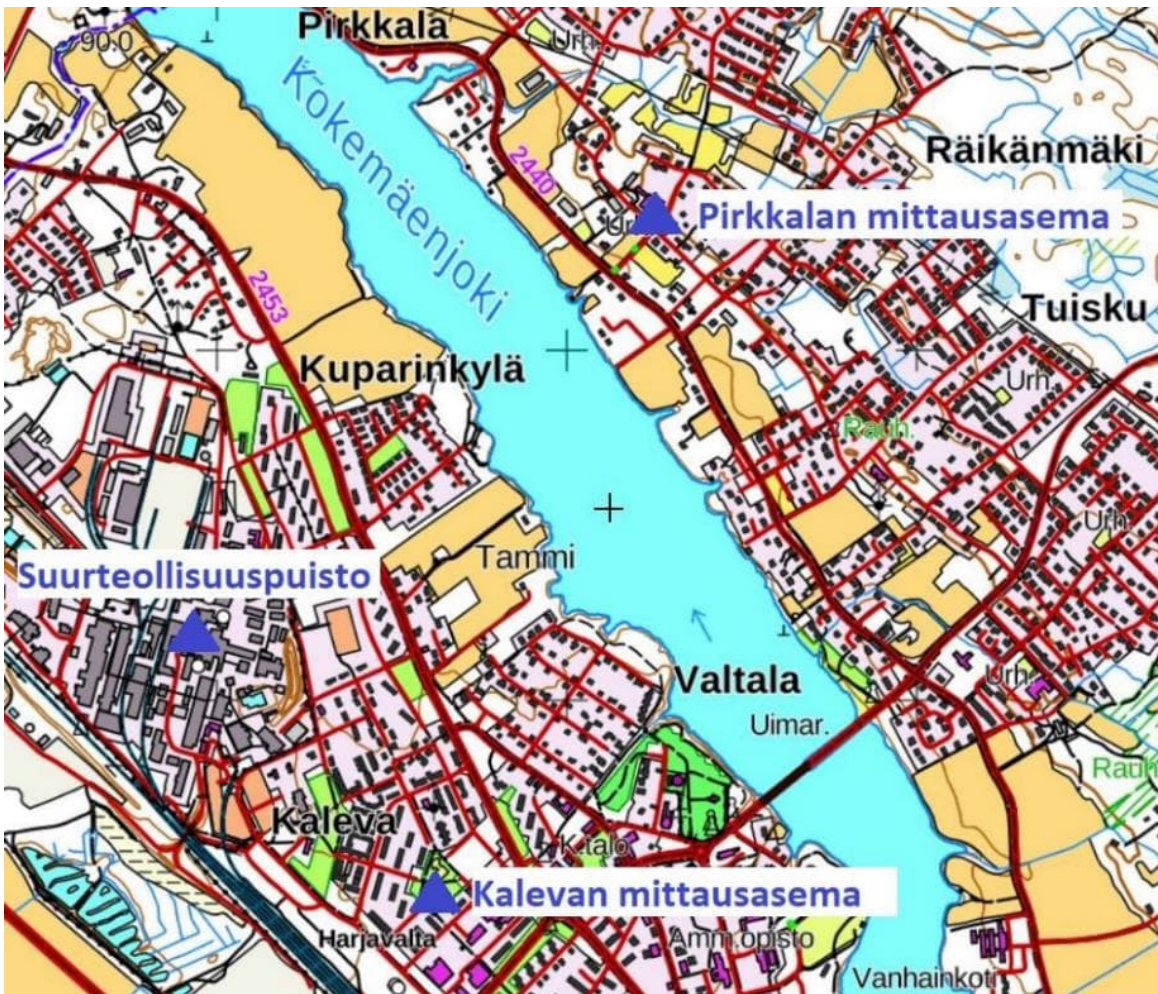 Pirkkala
Urh.
90.0
Kokemäenjoki
2440
Räikänmäki
Pirkkalan mittausasema
2453
Tuisku
Kuparinkylä
Urh.
Rauh.
Urh.
Tammi
Suurteollisuuspuisto
Valtala
Urh.
Uimar.
Rauh.
Kaleva
K.talo
Kalevan mittausasema
Harjavalta
Amm.opisto
Vanhainkoti